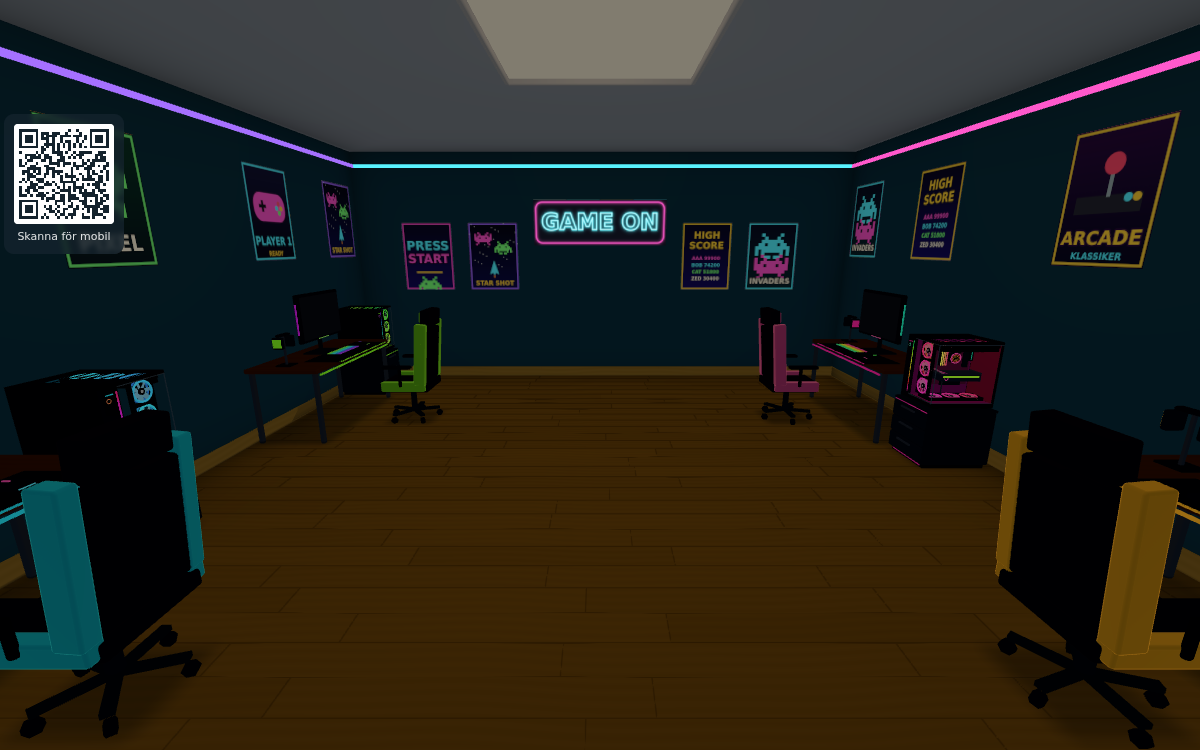 Skanna för mobil
EL
PLAYER 1
READY
STAR SHOT
PRESS
START
STAR SHOT
GAME ON
HIGH
SCORE
AAA 99900
BOB 74200
CAT 51800
ZED 30400
INVADERS
INVADERS
HIGH
SCORE
AAA 99900
BOB 74200
CAT 51800
ZED 30400
ARCADE
KLASSIKER